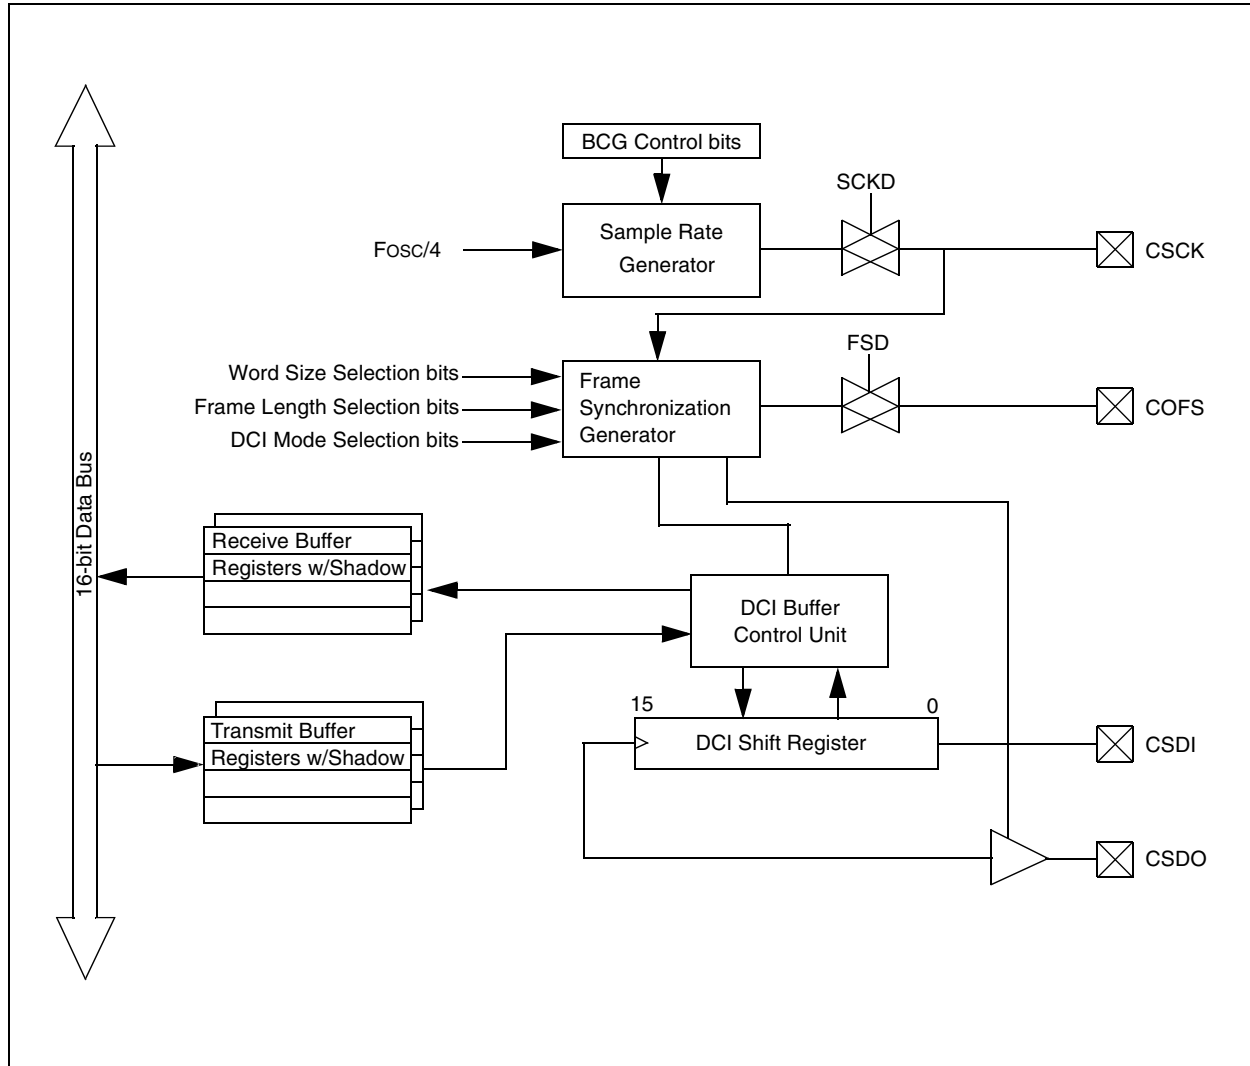 BCG Control bits
SCKD
Sample Rate
Generator
FOSC/4
CSCK
FSD
Word Size Selection bits
Frame Length Selection bits
DCI Mode Selection bits
Frame
Synchronization
Generator
COFS
16-bit Data Bus
Receive Buffer
Registers w/Shadow
DCI Buffer
Control Unit
15
0
Transmit Buffer
Registers w/Shadow
DCI Shift Register
CSDI
CSDO